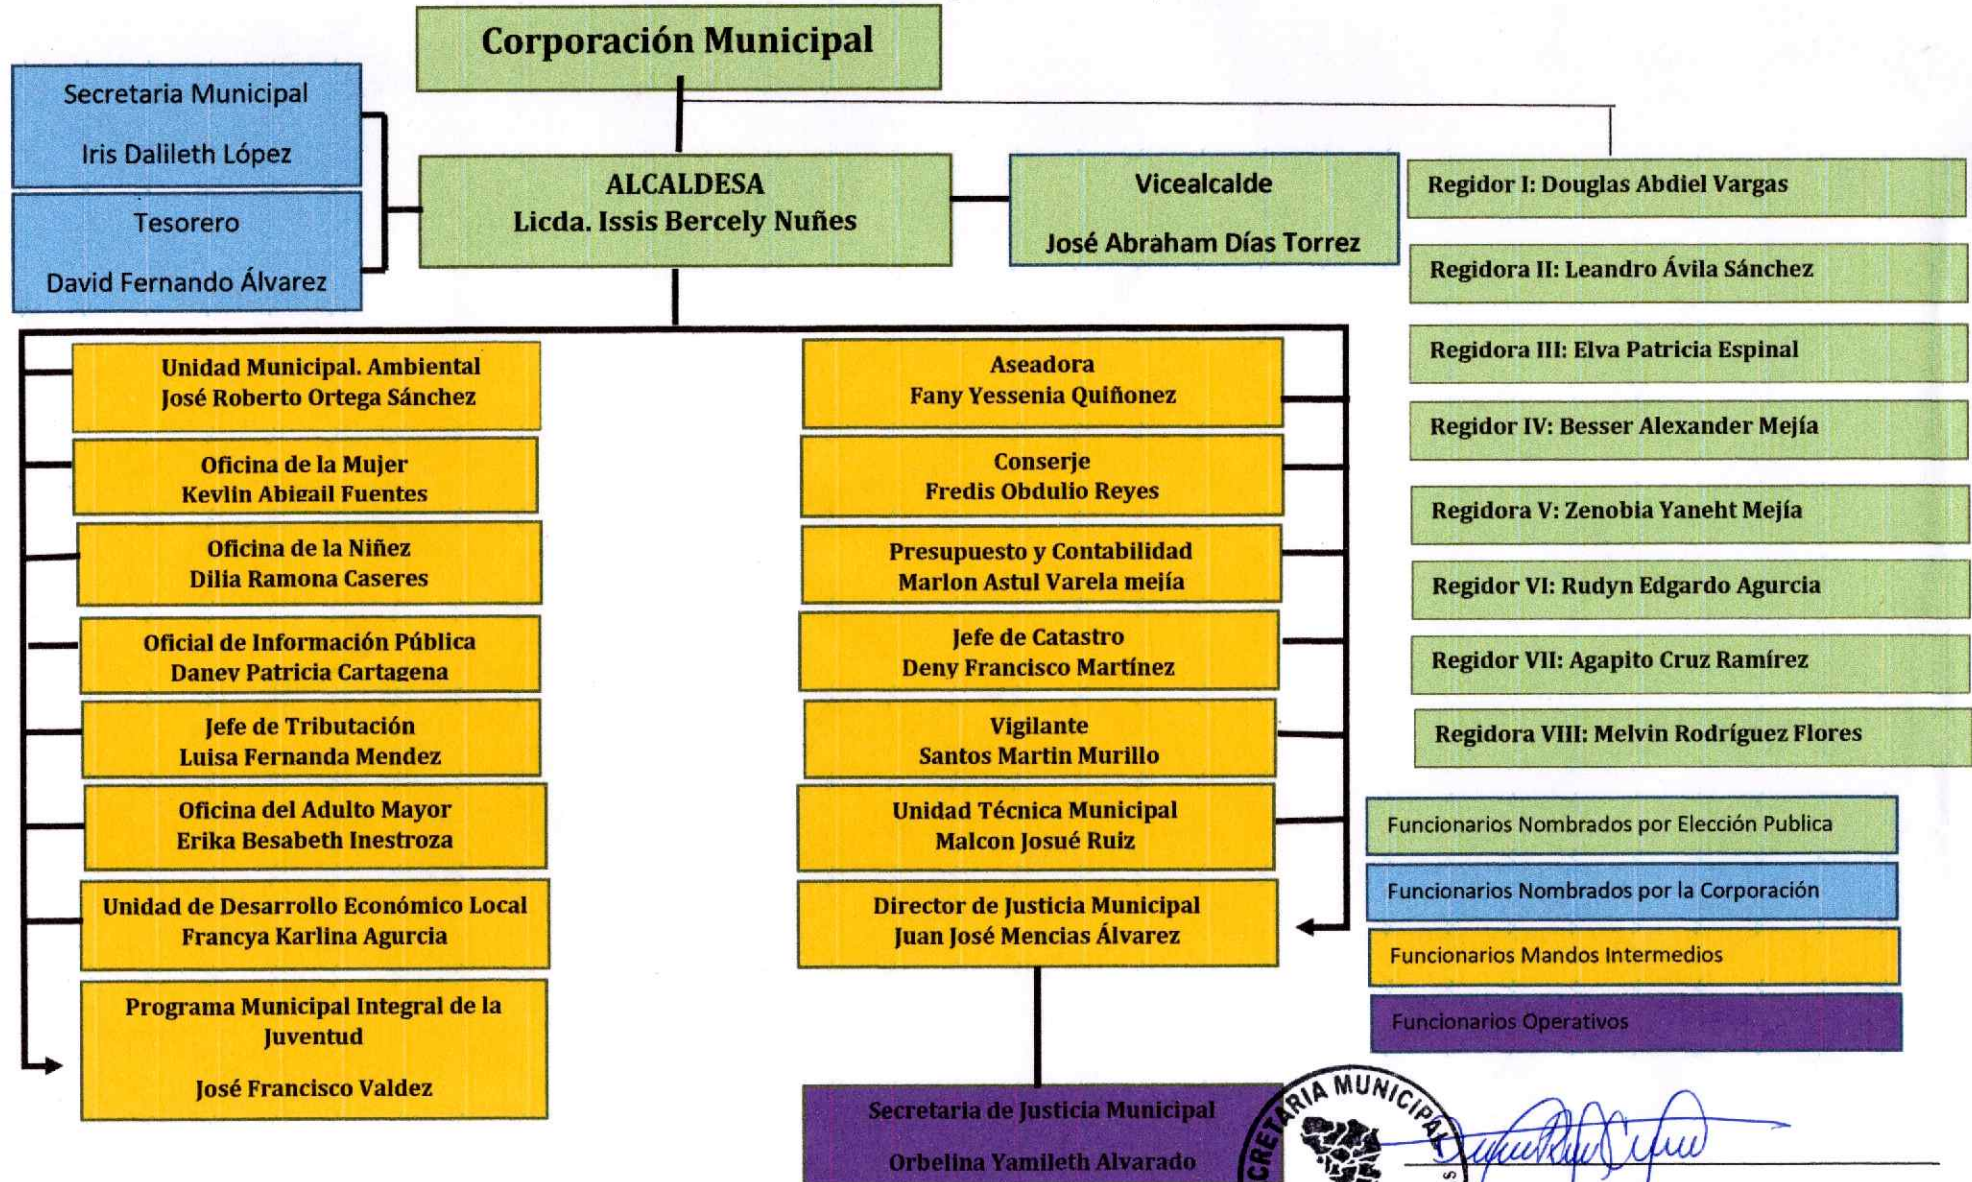 Corporación Municipal
Secretaria Municipal
Iris Dalileth López
Tesorero
David Fernando Álvarez
ALCALDESA
Licda. Issis Bercely Nuñes
Vicealcalde
José Abraham Días Torrez
Regidor I: Douglas Abdiel Vargas
Regidora II: Leandro Ávila Sánchez
Regidora III: Elva Patricia Espinal
Regidor IV: Besser Alexander Mejía
Regidora V: Zenobia Yaneht Mejía
Regidor VI: Rudyn Edgardo Agurcia
Regidor VII: Agapito Cruz Ramírez
Regidora VIII: Melvin Rodríguez Flores
Unidad Municipal. Ambiental
José Roberto Ortega Sánchez
Oficina de la Mujer
Kevlin Abigail Fuentes
Oficina de la Niñez
Dilia Ramona Caseres
Oficial de Información Pública
Daney Patricia Cartagena
Jefe de Tributación
Luisa Fernanda Mendez
Oficina del Adulto Mayor
Erika Besabeth Inestroza
Unidad de Desarrollo Económico Local
Francya Karlina Agurcia
Programa Municipal Integral de la
Juventud
José Francisco Valdez
Aseadora
Fany Yessenia Quiñonez
Conserje
Fredis Obdulio Reyes
Presupuesto y Contabilidad
Marlon Astul Varela mejía
Jefe de Catastro
Deny Francisco Martínez
Vigilante
Santos Martin Murillo
Unidad Técnica Municipal
Malcon Josué Ruiz
Director de Justicia Municipal
Juan José Mencias Álvarez
Secretaria de Justicia Municipal
Orbelina Yamileth Alvarado
Funcionarios Nombrados por Elección Publica
Funcionarios Nombrados por la Corporación
Funcionarios Mandos Intermedios
Funcionarios Operativos
CRETARIA MUNICIPAL